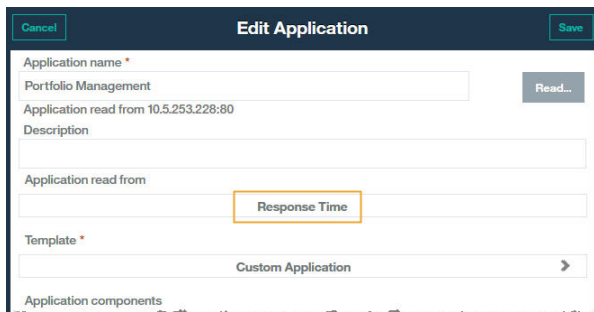 Cancel
Edit Application
Save
Application name *
Portfolio Management
Read...
Application read from 10.5.253.228:80
Description
Application read from
Response Time
Template *
Custom Application
Application components